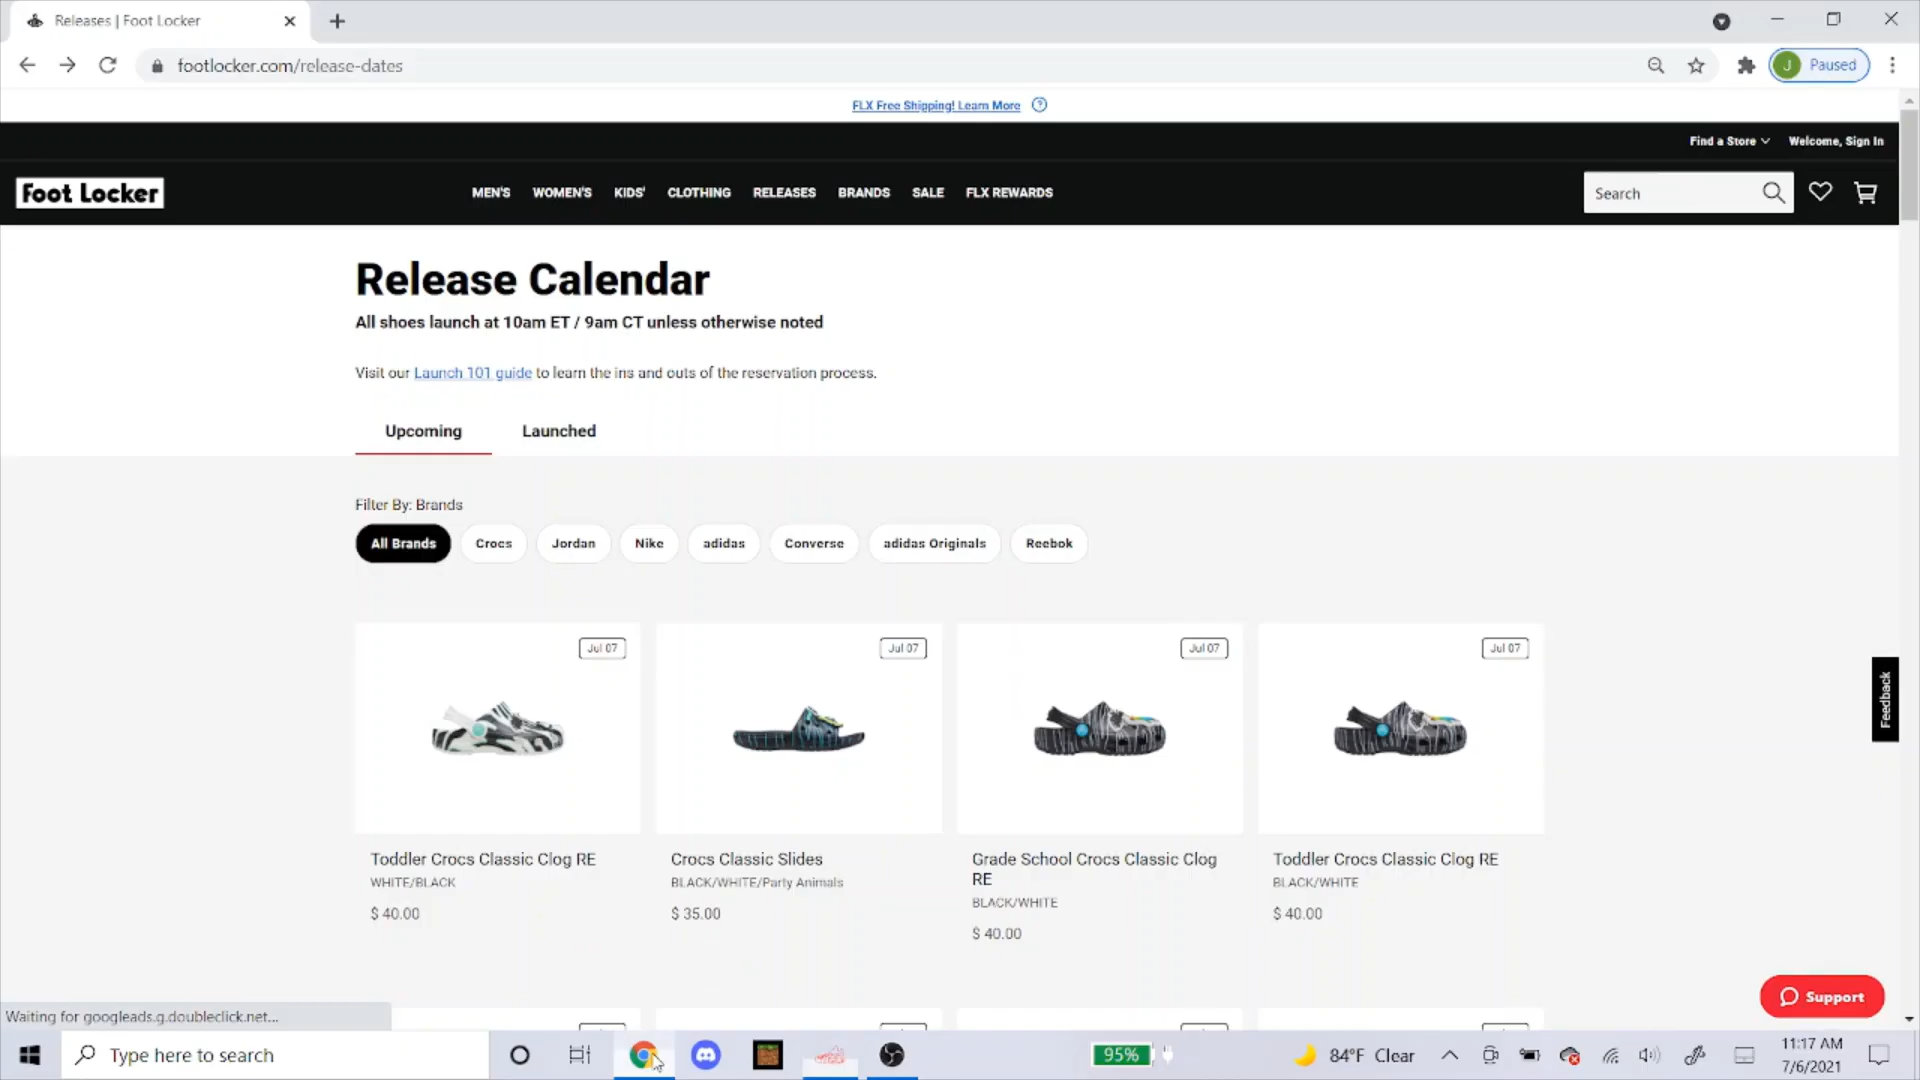 Releases | Foot Locker
footlocker.com/release-dates
J Paused
FLX Free Shipping! Learn More ?
Find a Store Welcome, Sign In
Foot Locker
MEN'S WOMEN'S KIDS' CLOTHING RELEASES BRANDS SALE FLX REWARDS
Search
Release Calendar
All shoes launch at 10am ET / 9am CT unless otherwise noted
Visit our Launch 101 guide to learn the ins and outs of the reservation process.
Upcoming Launched
Filter By: Brands
All Brands Crocs Jordan Nike adidas Converse adidas Originals Reebok
Jul 07 Jul 07 Jul 07 Jul 07
Feedback
Toddler Crocs Classic Clog RE
WHITE/BLACK
$ 40.00
Crocs Classic Slides
BLACK/WHITE/Party Animals
$ 35.00
Grade School Crocs Classic Clog
RE
BLACK/WHITE
$ 40.00
Toddler Crocs Classic Clog RE
BLACK/WHITE
$ 40.00
Support
Waiting for googleads.g.doubleclick.net...
Type here to search
95%
84°F Clear
11:17 AM
7/6/2021